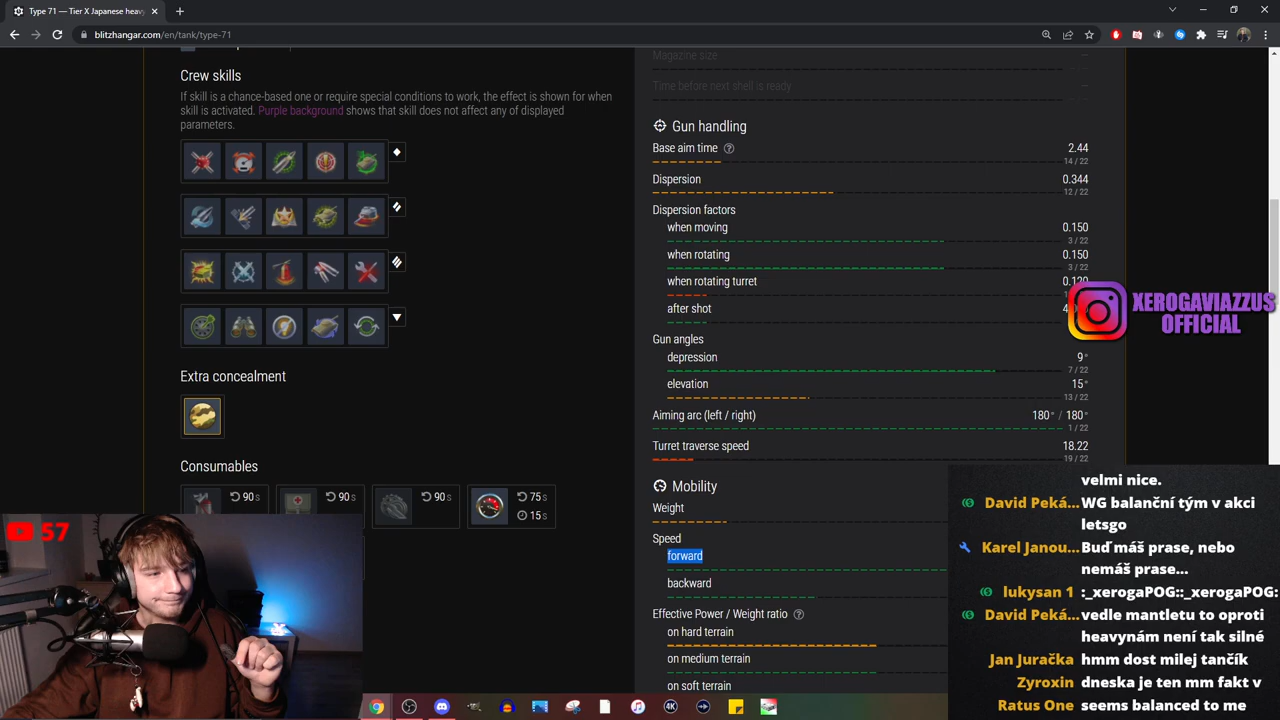 Type 71 — Tier X Japanese heavy
blitzhangar.com/en/tank/type-71
Crew skills
If skill is a chance-based one or require special conditions to work, the effect is shown for when
skill is activated. Purple background shows that skill does not affect any of displayed
parameters.
Extra concealment
Consumables
90 s
90 s
90 s
75 s
15 s
57
Magazine size
Time before next shell is ready
Gun handling
Base aim time 2.44
14 / 22
Dispersion 0.344
12 / 22
Dispersion factors
when moving 0.150
3 / 22
when rotating 0.150
3 / 22
when rotating turret
after shot
Gun angles
depression 9°
7 / 22
elevation 15°
13 / 22
Aiming arc (left / right) 180° / 180°
1 / 22
Turret traverse speed 18.22
19 / 22
Mobility
Weight
Speed
forward
backward
Effective Power / Weight ratio
on hard terrain
on medium terrain
on soft terrain
XEROGAVIAZZUS
OFFICIAL
velmi nice.
David Peká... WG balanční tým v akci
letsgo
Karel Janou... Buď máš prase, nebo
nemáš prase...
lukysan 1 :_xerogaPOG::_xerogaPOG:
David Peká... vedle mantletu to oproti
heavynám není tak silné
Jan Juračka hmm dost milej tančík
Zyroxin dneska je ten mm fakt v
Ratus One seems balanced to me